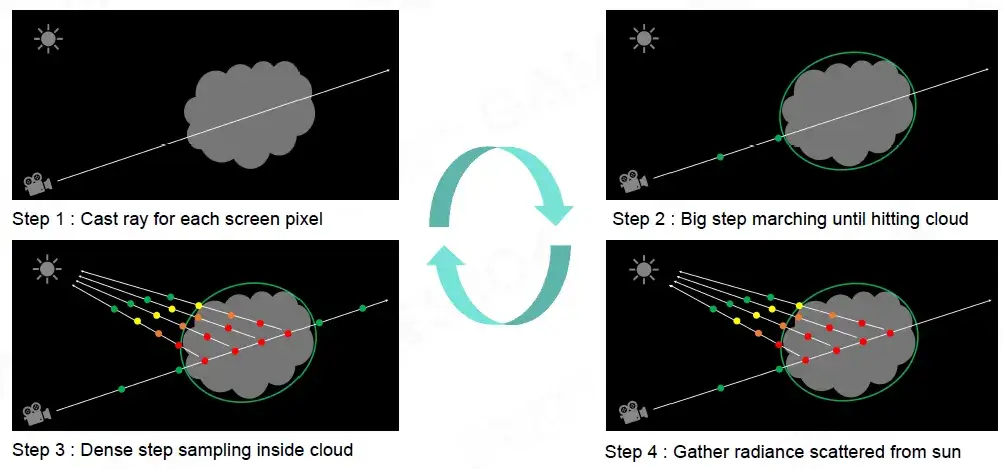 Step 1 : Cast ray for each screen pixel
Step 2 : Big step marching until hitting cloud
Step 3 : Dense step sampling inside cloud
Step 4 : Gather radiance scattered from sun